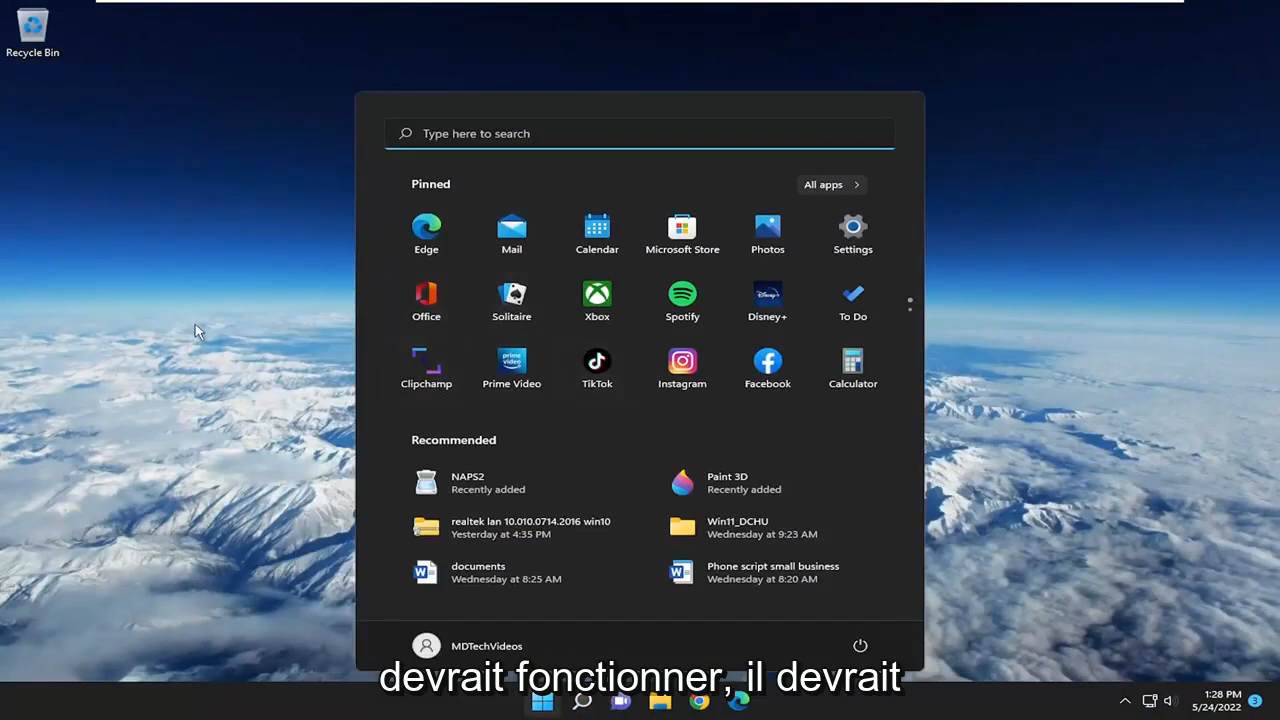 Recycle Bin
Type here to search
Pinned
All apps
Edge
Mail
Calendar
Microsoft Store
Photos
Settings
Office
Solitaire
Xbox
Spotify
Disney+
To Do
Clipchamp
Prime Video
TikTok
Instagram
Facebook
Calculator
Recommended
NAPS2
Recently added
Paint 3D
Recently added
realtek lan 10.010.0714.2016 win10
Yesterday at 4:35 PM
Win11_DCHU
Wednesday at 9:23 AM
documents
Wednesday at 8:25 AM
Phone script small business
Wednesday at 8:20 AM
MDTechVideos
devrait fonctionner, il devrait
1:28 PM
5/24/2022
3